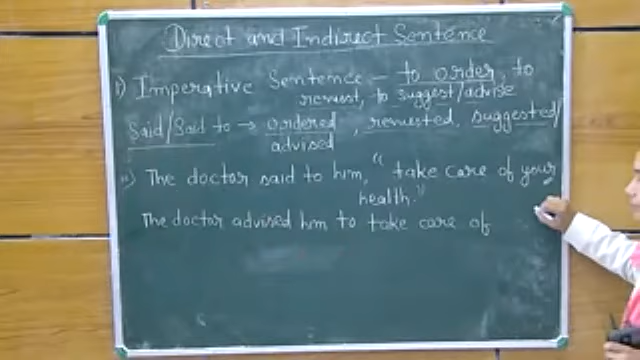 Direct and Indirect Sentence
1) Imperative Sentence - to order, to
request, to suggest/advise
Said/Said to → ordered, requested, suggested/
advised
1) The doctor said to him, "take care of your
health."
The doctor advised him to take care of